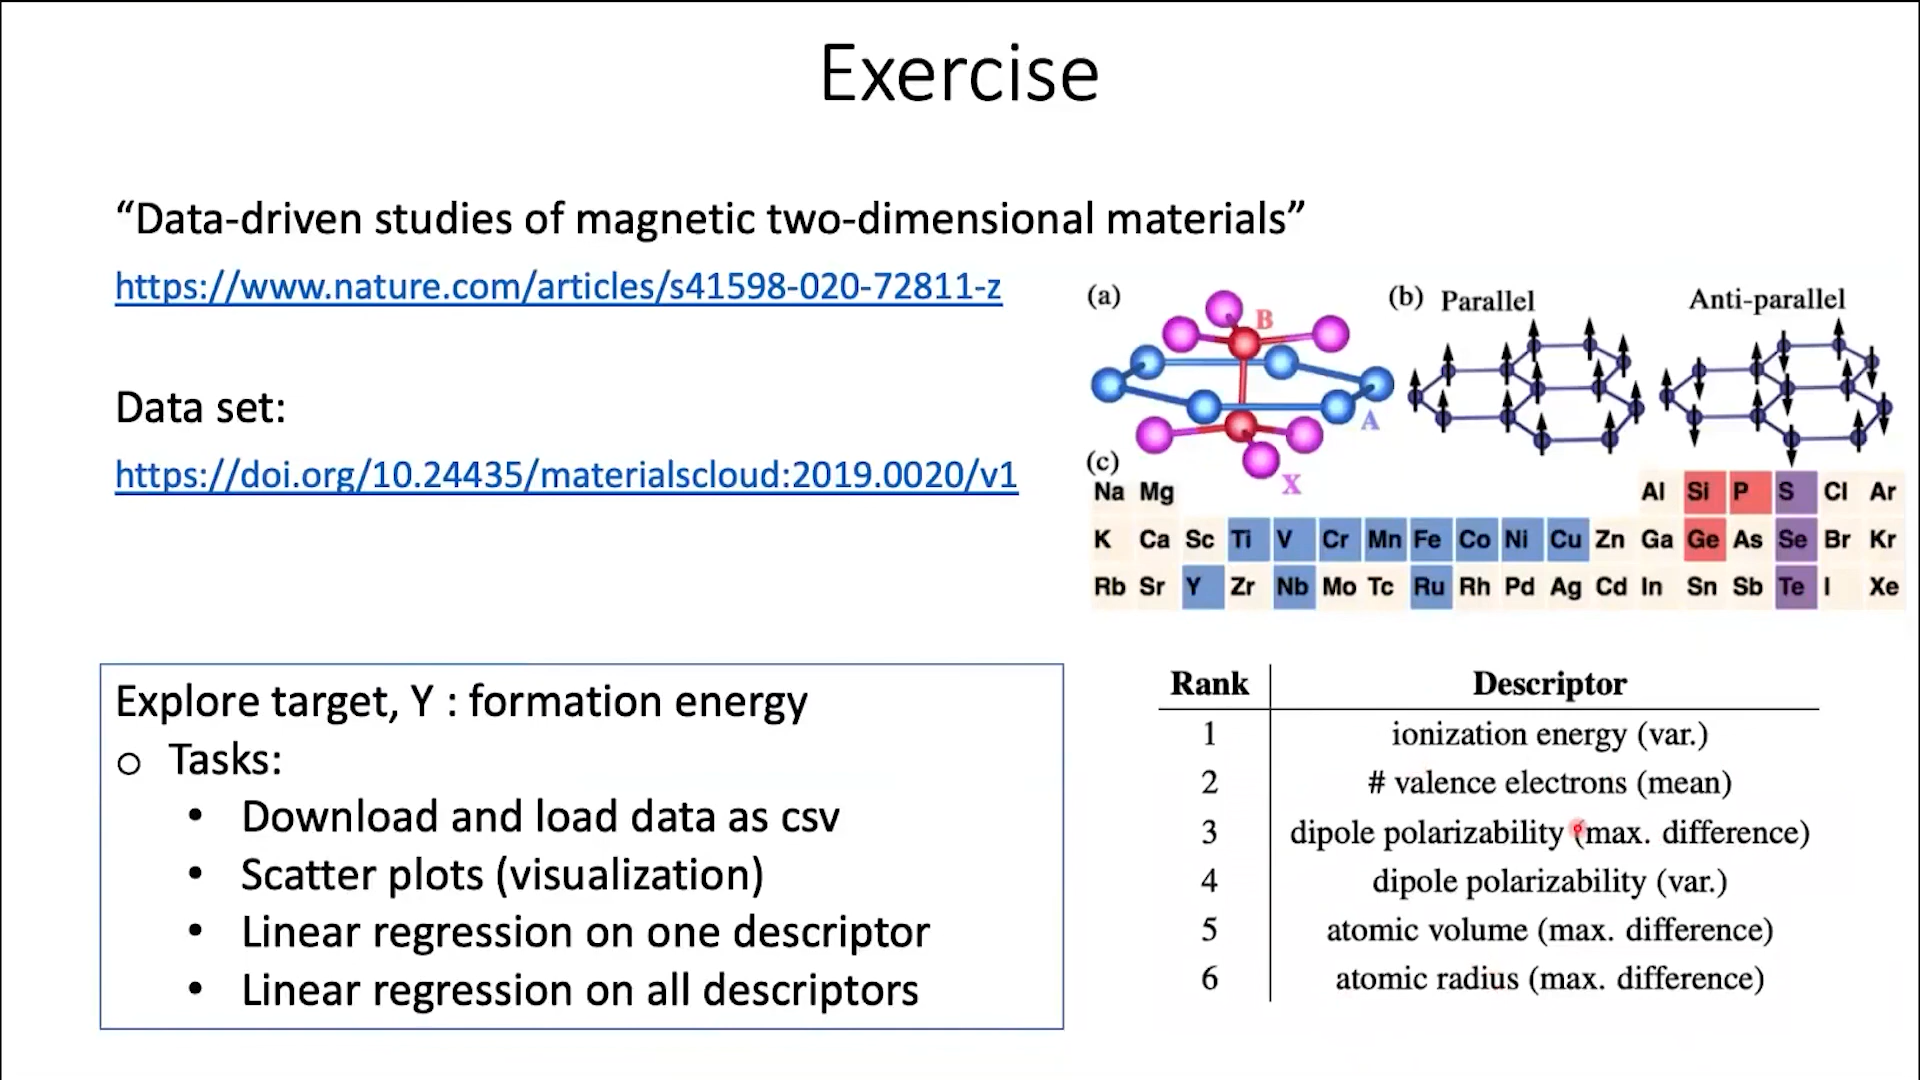 Exercise
“Data-driven studies of magnetic two-dimensional materials”
https://www.nature.com/articles/s41598-020-72811-z
Data set:
https://doi.org/10.24435/materialscloud:2019.0020/v1
(a)
B
A
X
(b) Parallel
Anti-parallel
(c)
Na Mg Al Si P S Cl Ar
K Ca Sc Ti V Cr Mn Fe Co Ni Cu Zn Ga Ge As Se Br Kr
Rb Sr Y Zr Nb Mo Tc Ru Rh Pd Ag Cd In Sn Sb Te I Xe
Explore target, Y : formation energy
o Tasks:
• Download and load data as csv
• Scatter plots (visualization)
• Linear regression on one descriptor
• Linear regression on all descriptors
Rank Descriptor
1 ionization energy (var.)
2 # valence electrons (mean)
3 dipole polarizability (max. difference)
4 dipole polarizability (var.)
5 atomic volume (max. difference)
6 atomic radius (max. difference)